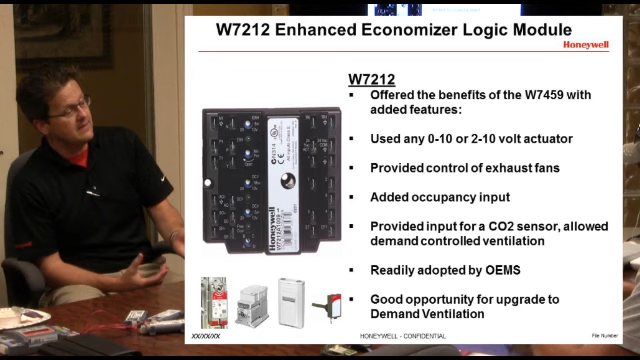 W7212 Enhanced Economizer Logic Module
Honeywell
W7212
▪ Offered the benefits of the W7459 with
added features:
▪ Used any 0-10 or 2-10 volt actuator
▪ Provided control of exhaust fans
▪ Added occupancy input
▪ Provided input for a CO2 sensor, allowed
demand controlled ventilation
▪ Readily adopted by OEMS
▪ Good opportunity for upgrade to
Demand Ventilation
Honeywell
XX/XX/XX
HONEYWELL - CONFIDENTIAL
File Number